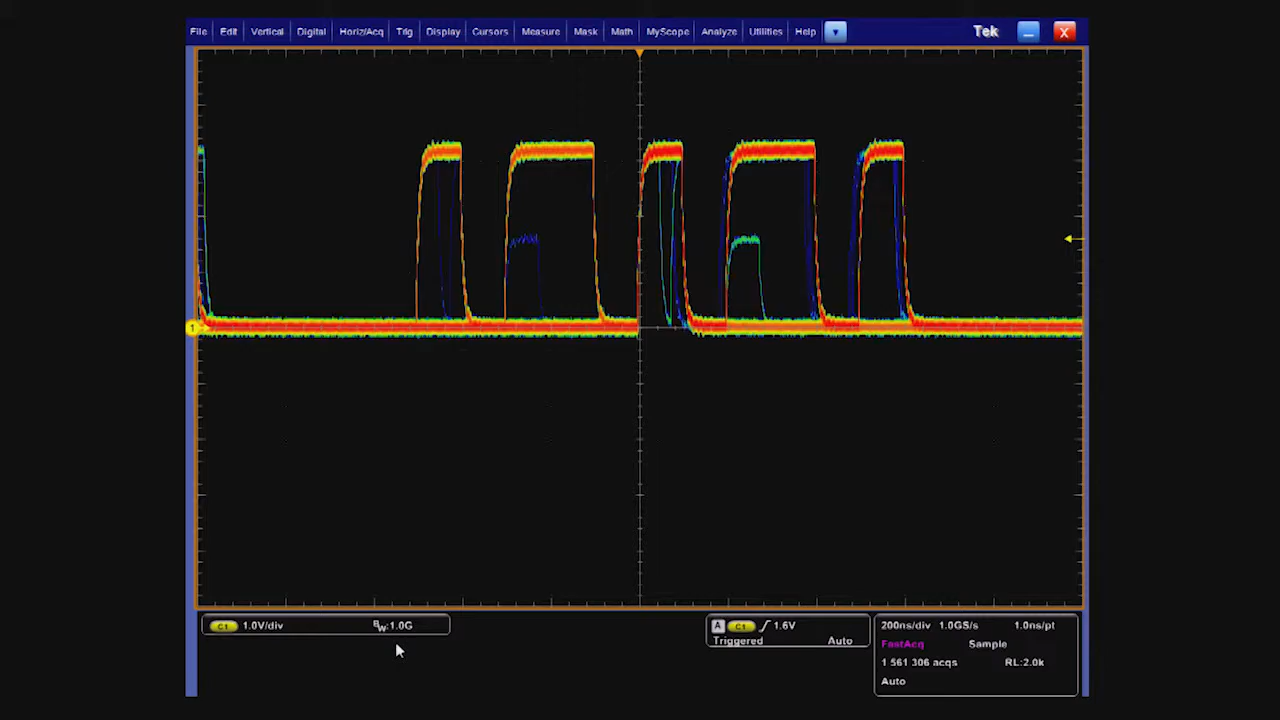 File Edit Vertical Digital Horiz/Acq Trig Display Cursors Measure Mask Math MyScope Analyze Utilities Help Tek
1
C1 1.0V/div BW:1.0G
A C1 1.6V
Triggered Auto
200ns/div 1.0GS/s 1.0ns/pt
FastAcq Sample
1 561 306 acqs RL:2.0k
Auto